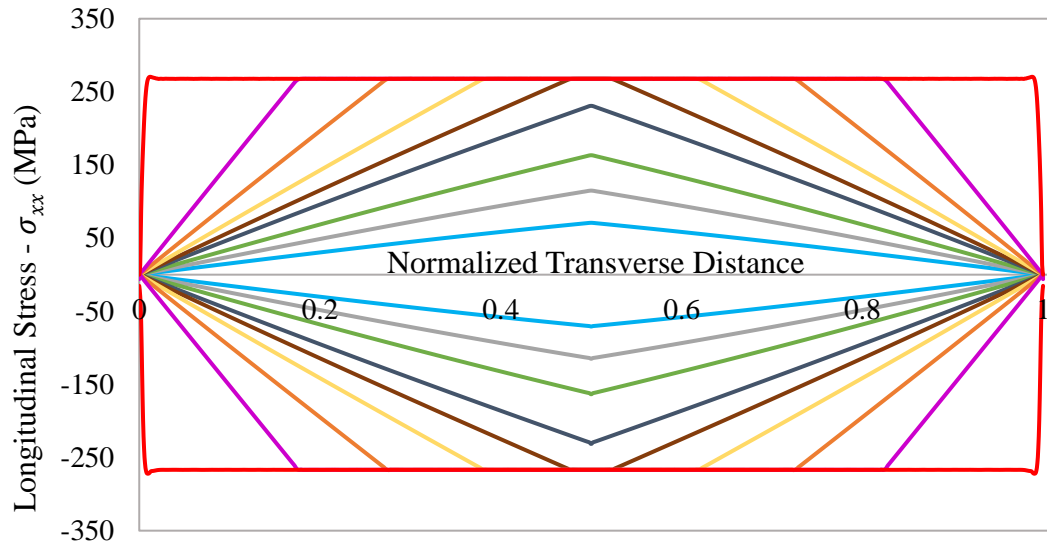 350
250
150
50
-50
-150
-250
-350
Longitudinal Stress - σxx (MPa)
Normalized Transverse Distance
0 0.2 0.4 0.6 0.8 1